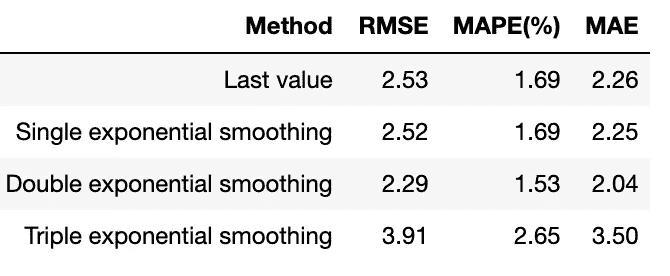 Method RMSE MAPE(%) MAE
Last value 2.53 1.69 2.26
Single exponential smoothing 2.52 1.69 2.25
Double exponential smoothing 2.29 1.53 2.04
Triple exponential smoothing 3.91 2.65 3.50